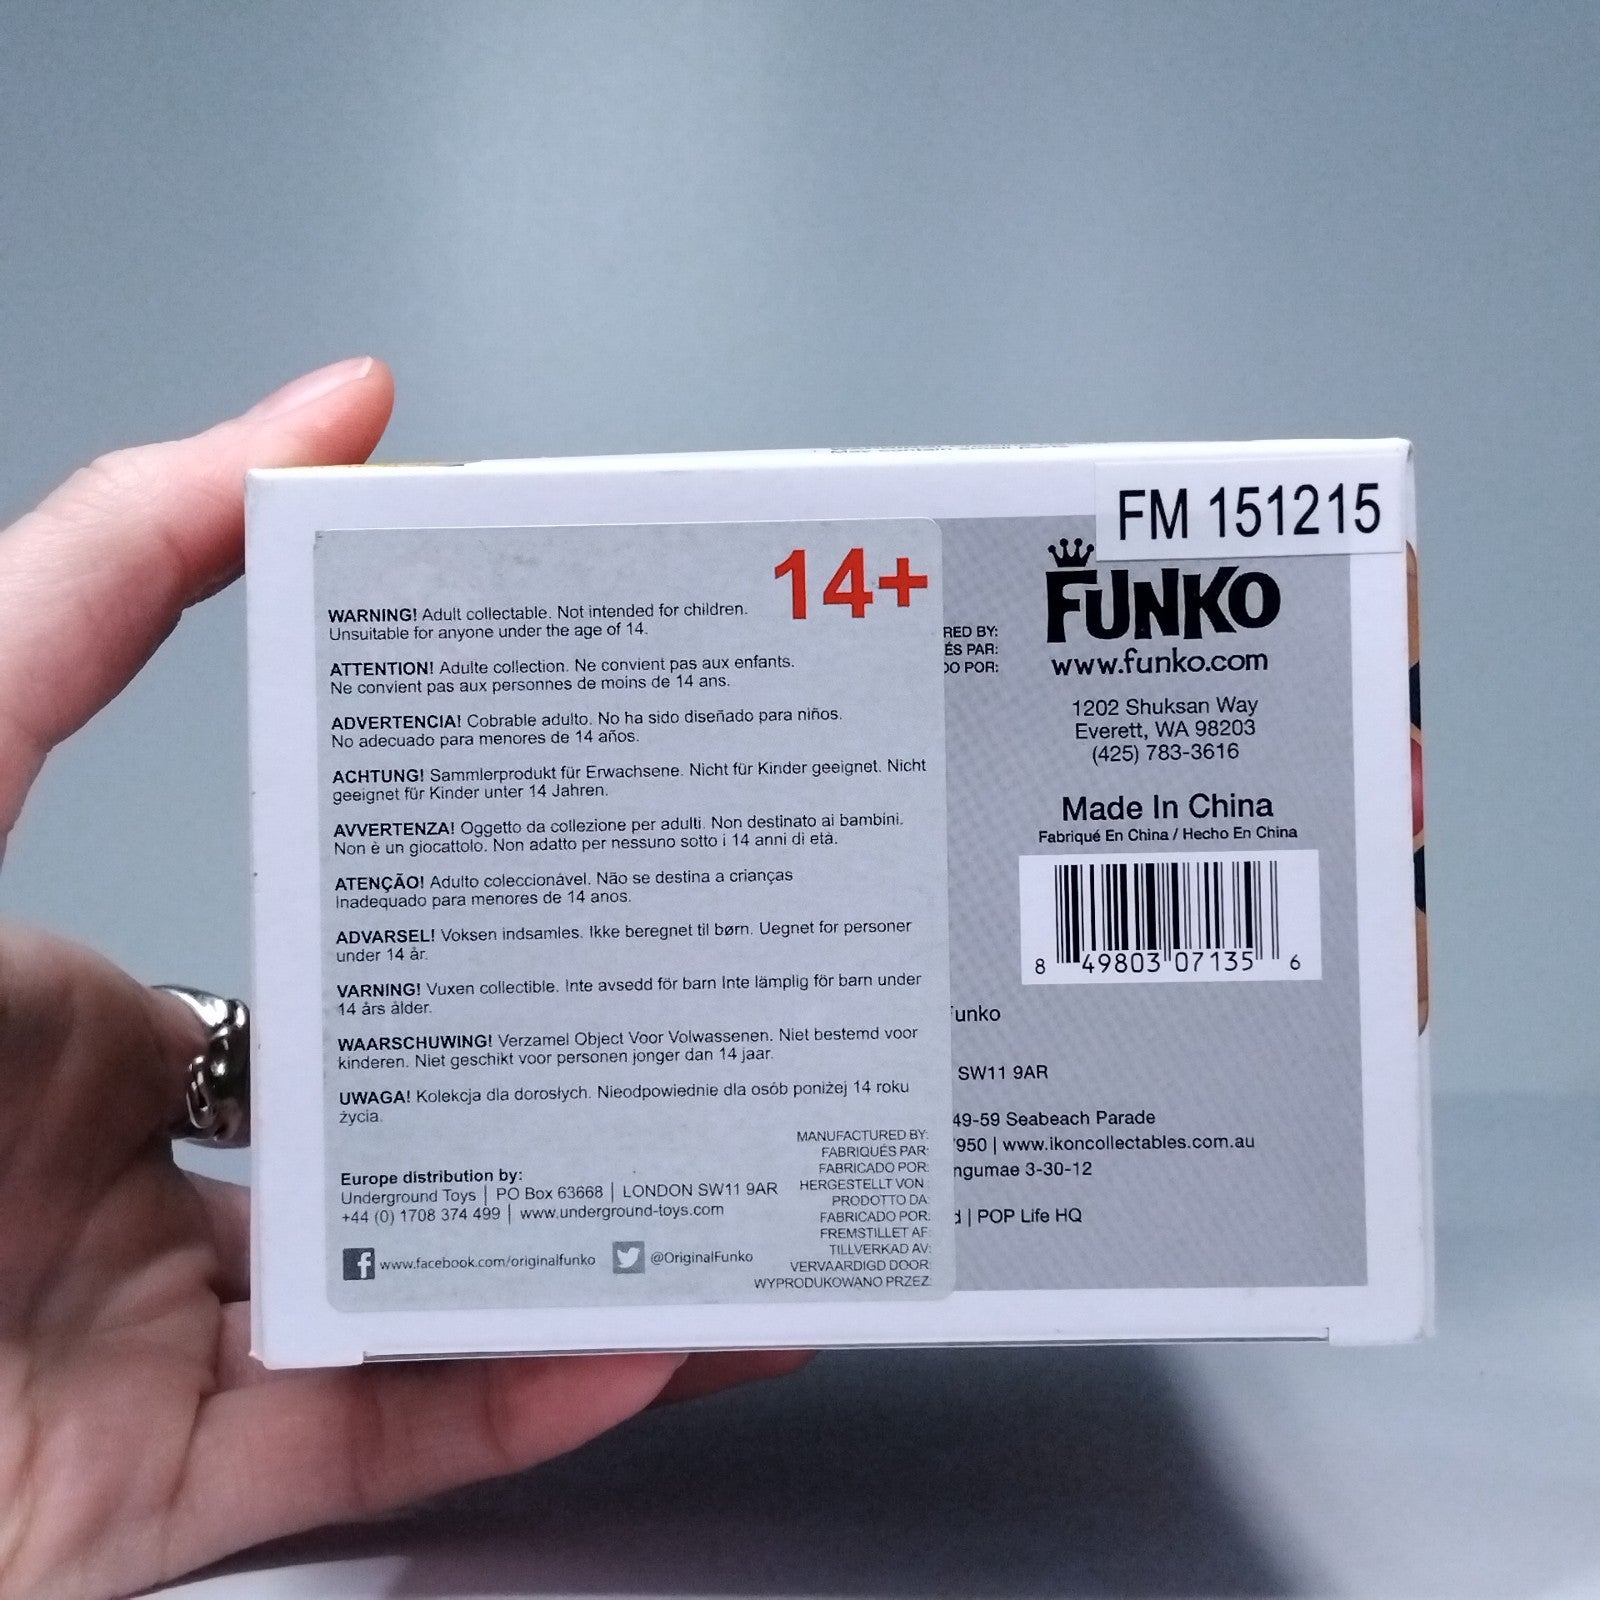 FM 151215
14+
WARNING! Adult collectable. Not intended for children.
Unsuitable for anyone under the age of 14.
ATTENTION! Adulte collection. Ne convient pas aux enfants.
Ne convient pas aux personnes de moins de 14 ans.
ADVERTENCIA! Cobrable adulto. No ha sido diseñado para niños.
No adecuado para menores de 14 años.
ACHTUNG! Sammlerprodukt für Erwachsene. Nicht für Kinder geeignet. Nicht
geeignet für Kinder unter 14 Jahren.
AVVERTENZA! Oggetto da collezione per adulti. Non destinato ai bambini.
Non è un giocattolo. Non adatto per nessuno sotto i 14 anni di età.
ATENÇÃO! Adulto coleccionável. Não se destina a crianças
Inadequado para menores de 14 anos.
ADVARSEL! Voksen indsamles. Ikke beregnet til børn. Uegnet for personer
under 14 år.
VARNING! Vuxen collectible. Inte avsedd för barn Inte lämplig för barn under
14 års ålder.
WAARSCHUWING! Verzamel Object Voor Volwassenen. Niet bestemd voor
kinderen. Niet geschikt voor personen jonger dan 14 jaar.
UWAGA! Kolekcja dla dorosłych. Nieodpowiednie dla osób poniżej 14 roku
życia.
MANUFACTURED BY:
FABRIQUÉS PAR:
FABRICADO POR:
HERGESTELLT VON
PRODOTTO DA:
FABRICADO POR:
FREMSTILLET AF:
TILLVERKAD AV:
VERVAARDIGD DOOR:
WYPRODUKOWANO PRZEZ:
Europe distribution by:
Underground Toys | PO Box 63668 | LONDON SW11 9AR
+44 (0) 1708 374 499 | www.underground-toys.com
www.facebook.com/originalfunko @OriginalFunko
RED BY:
ÉS PAR:
DO POR:
FUNKO
www.funko.com
1202 Shuksan Way
Everett, WA 98203
(425) 783-3616
Made In China
Fabriqué En China / Hecho En China
8 49803 07135 6
unko
SW11 9AR
49-59 Seabeach Parade
950 | www.ikoncollectables.com.au
ngumae 3-30-12
d | POP Life HQ